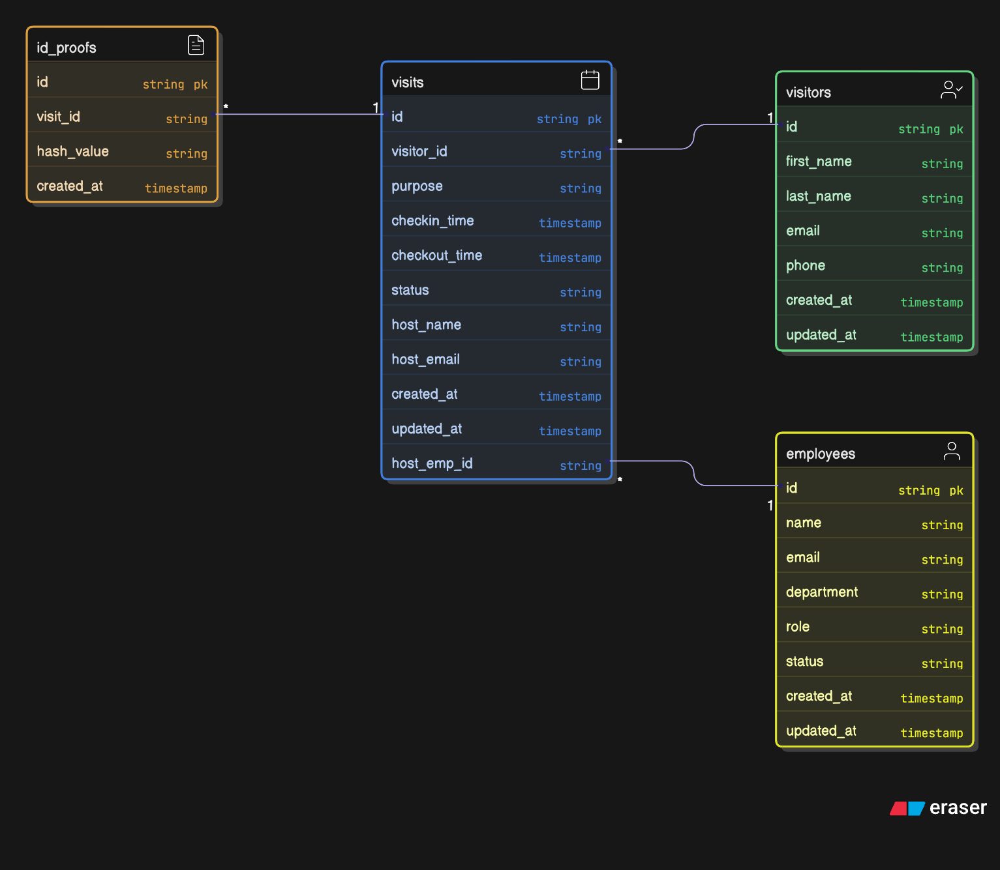 id_proofs
id string pk
visit_id string
hash_value string
created_at timestamp
* 1
visits
id string pk
visitor_id string
purpose string
checkin_time timestamp
checkout_time timestamp
status string
host_name string
host_email string
created_at timestamp
updated_at timestamp
host_emp_id string
* 1
visitors
id string pk
first_name string
last_name string
email string
phone string
created_at timestamp
updated_at timestamp
* 1
employees
id string pk
name string
email string
department string
role string
status string
created_at timestamp
updated_at timestamp
eraser